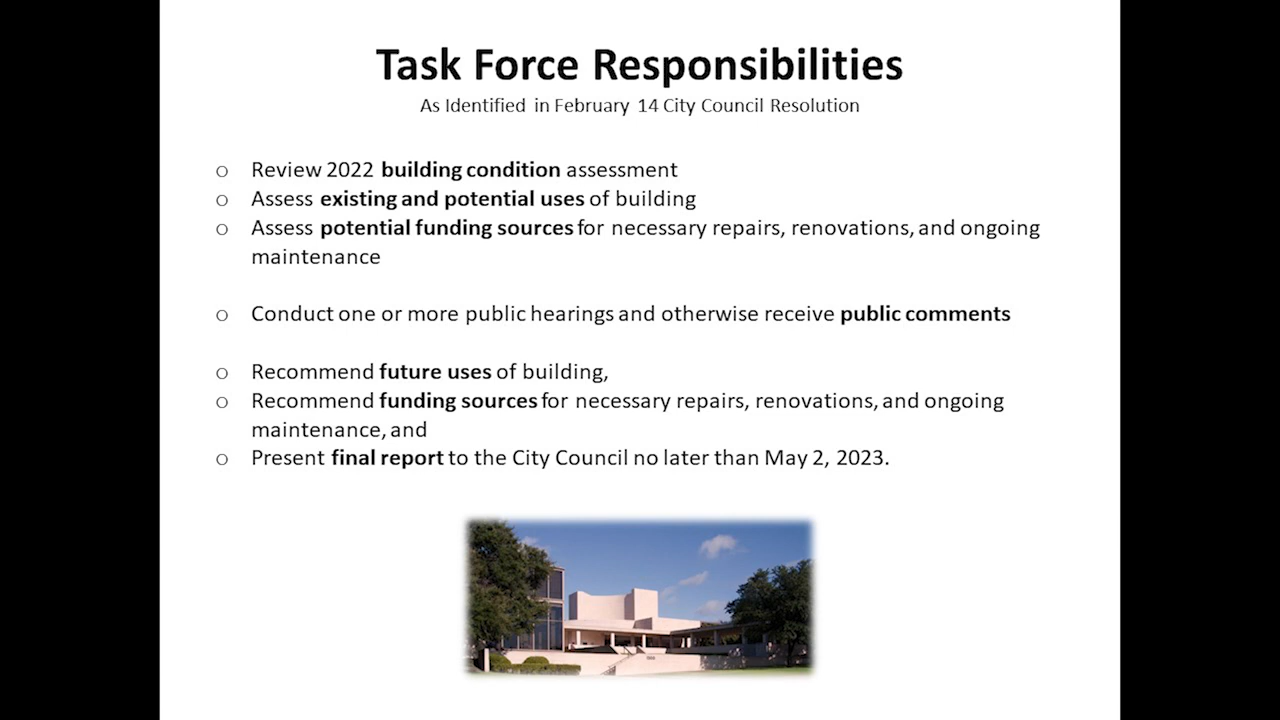 Task Force Responsibilities
As Identified in February 14 City Council Resolution
○ Review 2022 building condition assessment
○ Assess existing and potential uses of building
○ Assess potential funding sources for necessary repairs, renovations, and ongoing
maintenance
○ Conduct one or more public hearings and otherwise receive public comments
○ Recommend future uses of building,
○ Recommend funding sources for necessary repairs, renovations, and ongoing
maintenance, and
○ Present final report to the City Council no later than May 2, 2023.